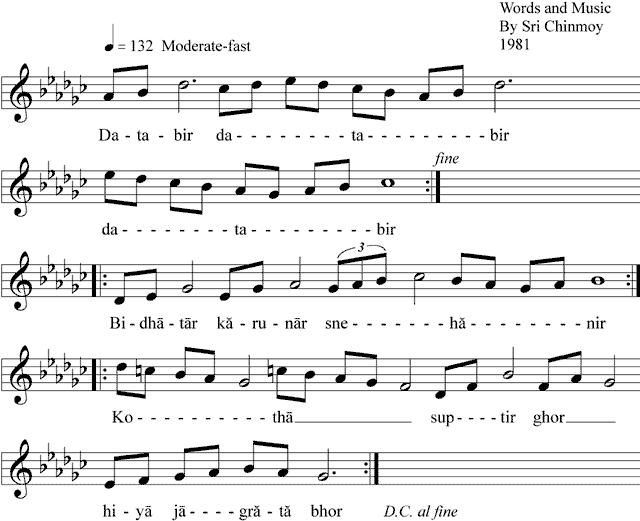 Words and Music
By Sri Chinmoy
1981
= 132 Moderate-fast
Da - ta - bir da - - - - - - - - - - ta - - - - - - - - - bir
fine
da - - - - - - - - - ta - - - - - - - - - bir
3
Bi - dhā - tār kă - ru - nār sne - - - - - - - hā - - - - - nir
Ko - - - - - - - - - - - thā sup - - - - tir ghor
hi - yā jā - - - - gră - tă bhor D.C. al fine